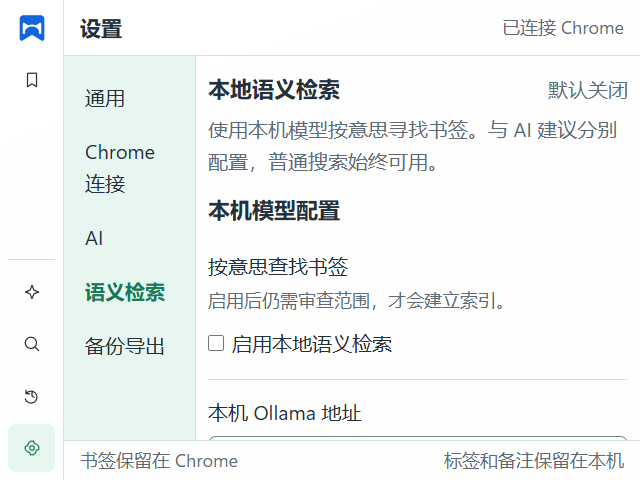 设置
已连接 Chrome
通用
Chrome
连接
AI
语义检索
备份导出
本地语义检索
默认关闭
使用本机模型按意思寻找书签。与 AI 建议分别
配置，普通搜索始终可用。
本机模型配置
按意思查找书签
启用后仍需审查范围，才会建立索引。
启用本地语义检索
本机 Ollama 地址
书签保留在 Chrome
标签和备注保留在本机